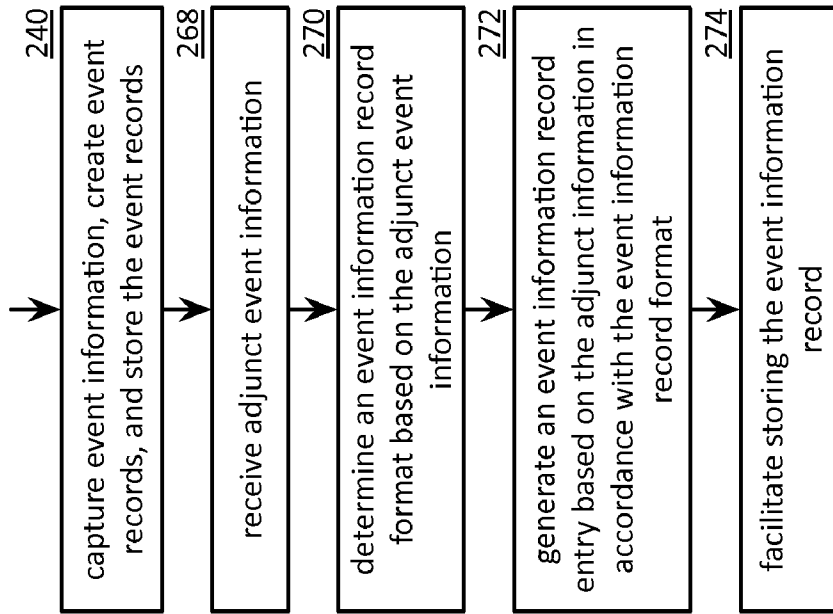 240
capture event information, create event
records, and store the event records
268
receive adjunct event information
270
determine an event information record
format based on the adjunct event
information
272
generate an event information record
entry based on the adjunct information in
accordance with the event information
record format
274
facilitate storing the event information
record